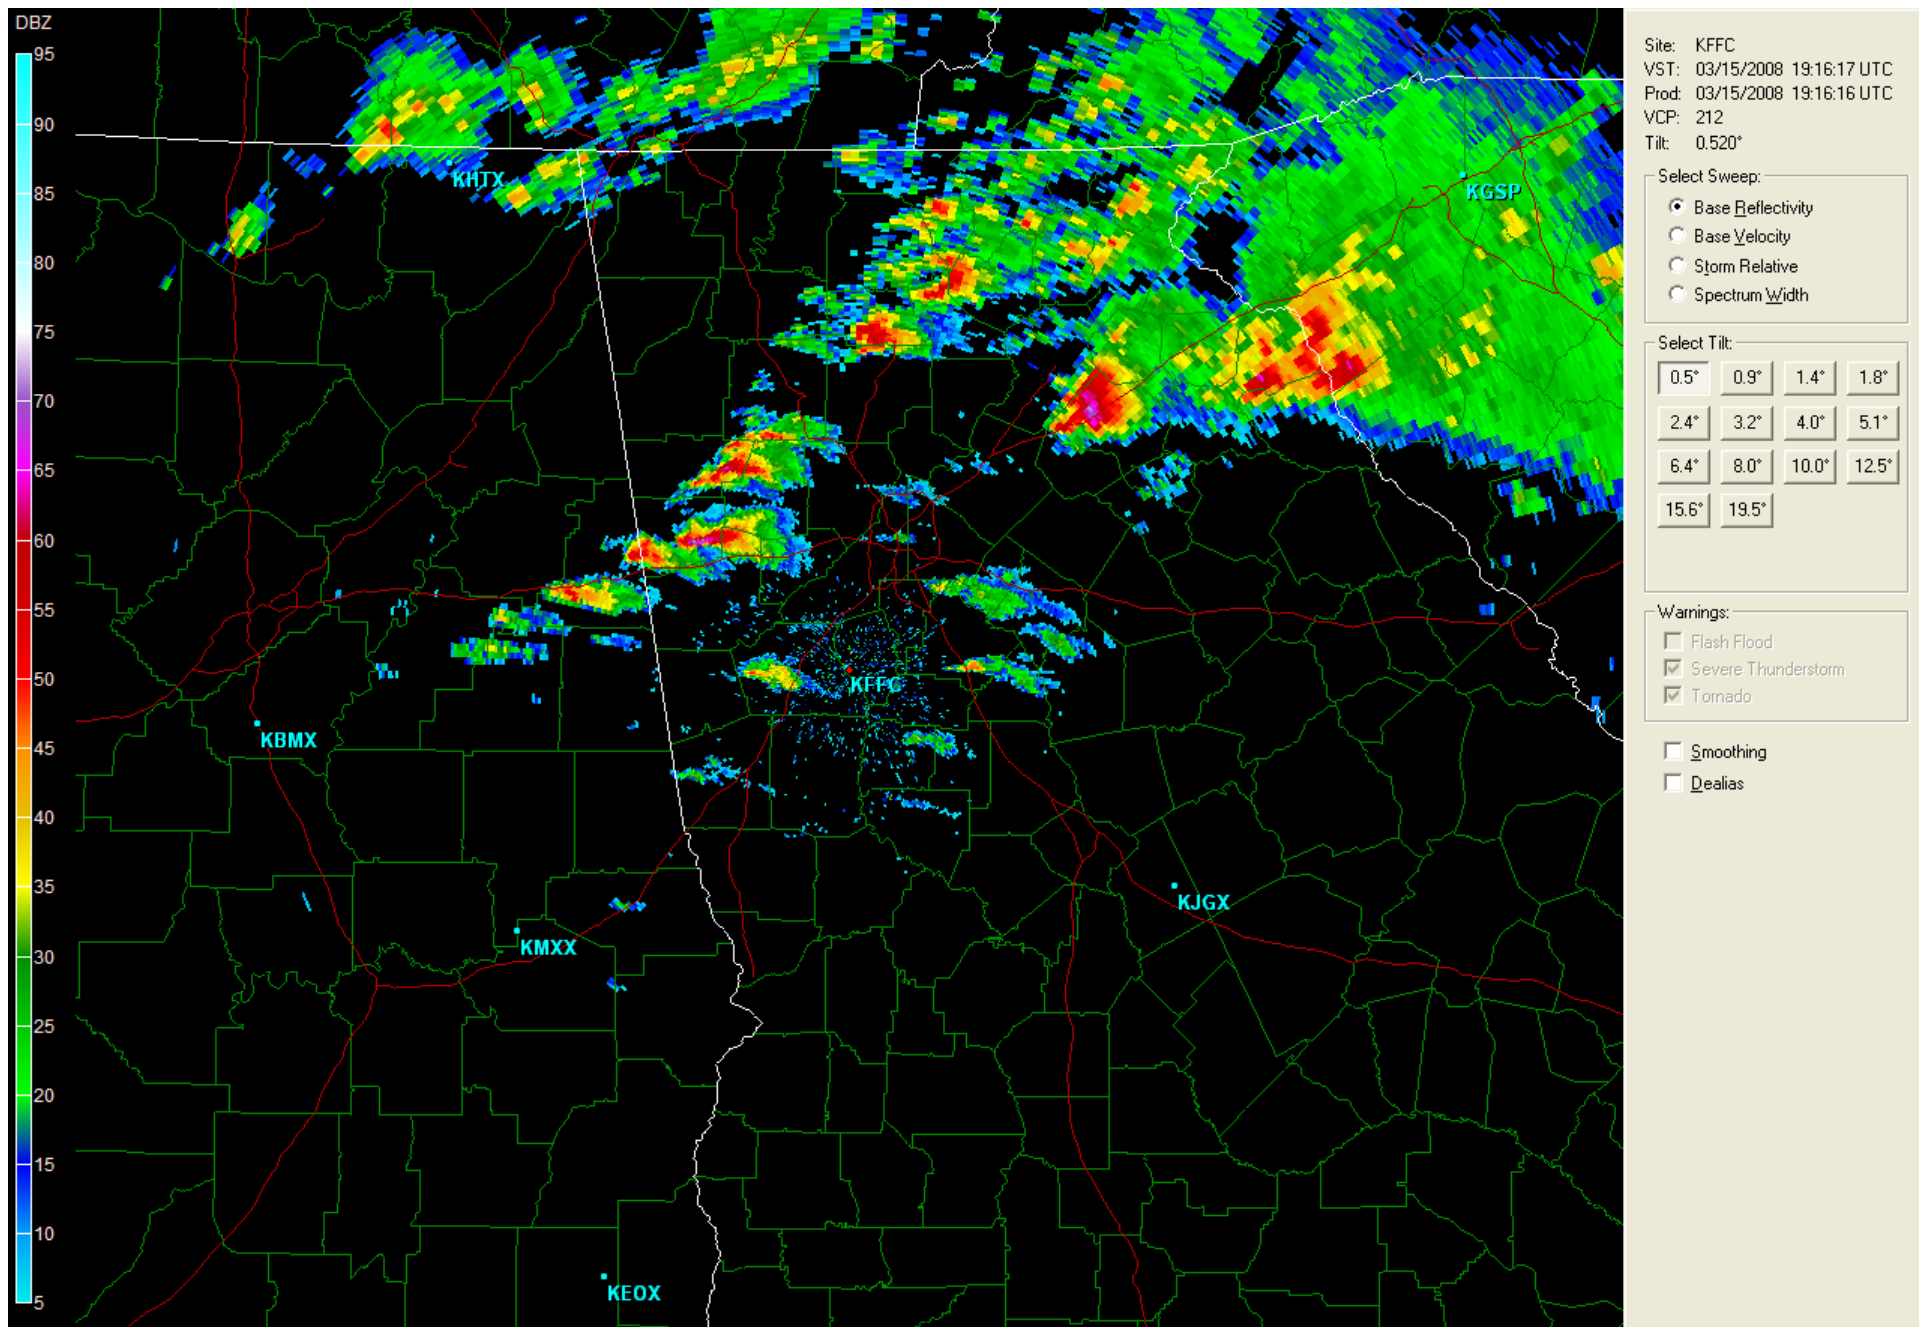 DBZ
95
90
85
80
75
70
65
60
55
50
45
40
35
30
25
20
15
10
5
KHTX
KGSP
KFFC
KBMX
KJGX
KMXX
KEOX
Site: KFFC
VST: 03/15/2008 19:16:17 UTC
Prod: 03/15/2008 19:16:16 UTC
VCP: 212
Tilt: 0.520°
Select Sweep:
Base Reflectivity
Base Velocity
Storm Relative
Spectrum Width
Select Tilt:
0.5° 0.9° 1.4° 1.8°
2.4° 3.2° 4.0° 5.1°
6.4° 8.0° 10.0° 12.5°
15.6° 19.5°
Warnings:
Flash Flood
Severe Thunderstorm
Tornado
Smoothing
Dealias